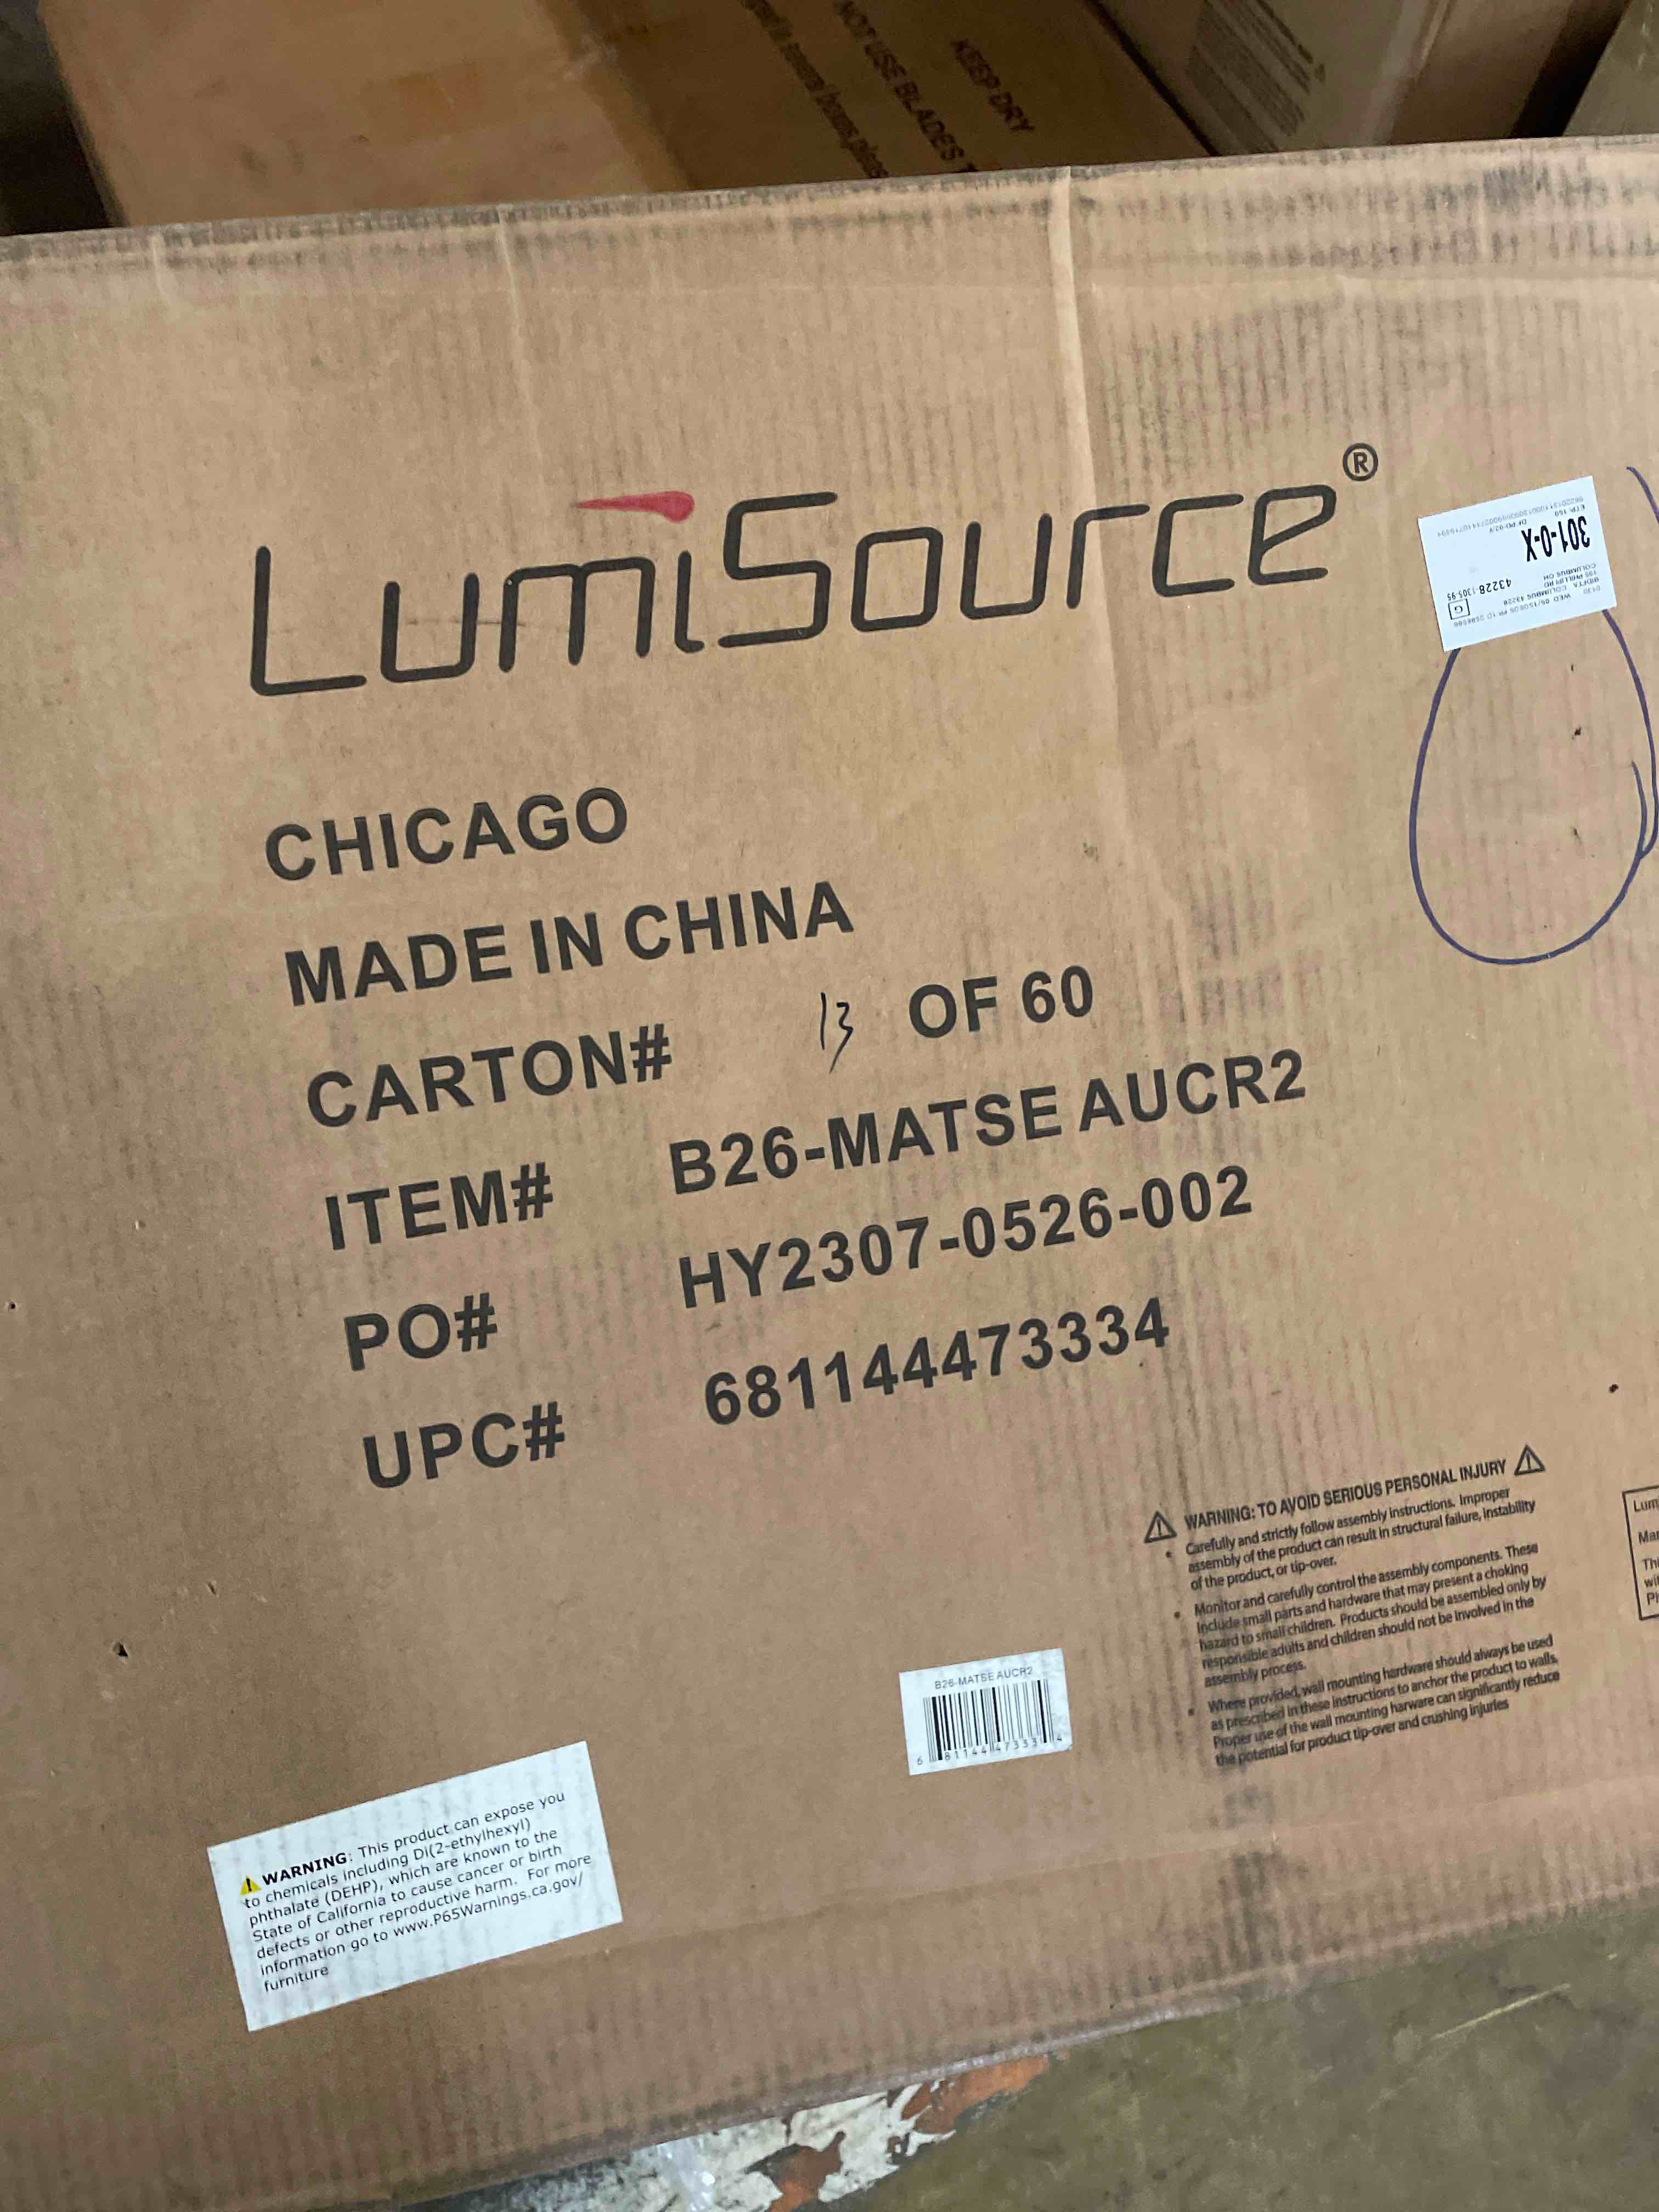 KEEP DRY
NOT USE BLADES
LumiSource®
301-0-X
43228
COLUMBUS OH
CHICAGO
MADE IN CHINA
CARTON# 13 OF 60
ITEM# B26-MATSE AUCR2
PO# HY2307-0526-002
UPC# 681144473334
WARNING: TO AVOID SERIOUS PERSONAL INJURY
• Carefully and strictly follow assembly instructions. Improper
assembly of the product can result in structural failure, instability
of the product, or tip-over.
• Monitor and carefully control the assembly components. These
include small parts and hardware that may present a choking
hazard to small children. Products should be assembled only by
responsible adults and children should not be involved in the
assembly process.
• Where provided, wall mounting hardware should always be used
as prescribed in these instructions to anchor the product to walls.
Proper use of the wall mounting harware can significantly reduce
the potential for product tip-over and crushing injuries
B26-MATSE AUCR2
6 81144 47333 4
WARNING: This product can expose you
to chemicals including Di(2-ethylhexyl)
phthalate (DEHP), which are known to the
State of California to cause cancer or birth
defects or other reproductive harm. For more
information go to www.P65Warnings.ca.gov/
furniture